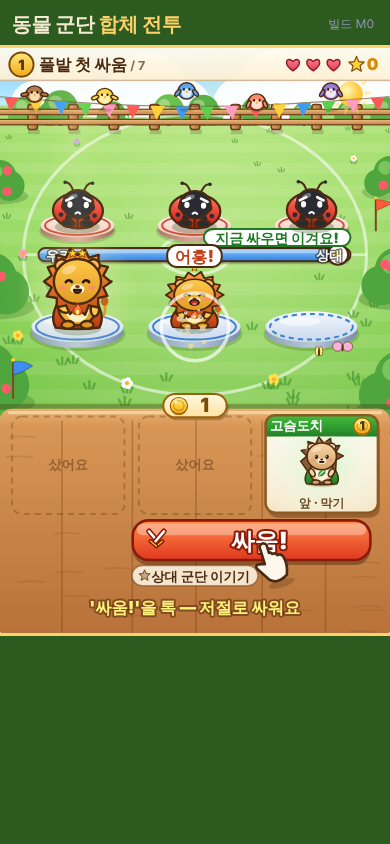 동물 군단 합체 전투
빌드 M0
1 풀밭 첫 싸움 / 7
0
지금 싸우면 이겨요!
상대
어흥!
1
샀어요
샀어요
고슴도치 1
앞 · 막기
싸움!
상대 군단 이기기
'싸움!'을 톡 — 저절로 싸워요